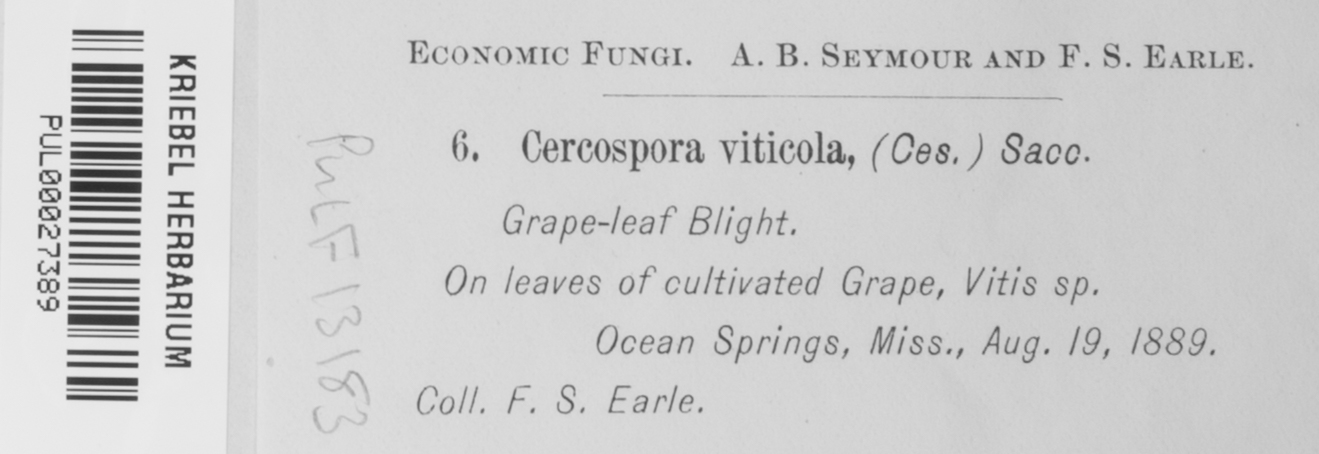 KRIEBEL HERBARIUM
PUL00027389
PULF 13183
ECONOMIC FUNGI. A. B. SEYMOUR AND F. S. EARLE.
6. Cercospora viticola, (Ces.) Sacc.
Grape-leaf Blight.
On leaves of cultivated Grape, Vitis sp.
Ocean Springs, Miss., Aug. 19, 1889.
Coll. F. S. Earle.